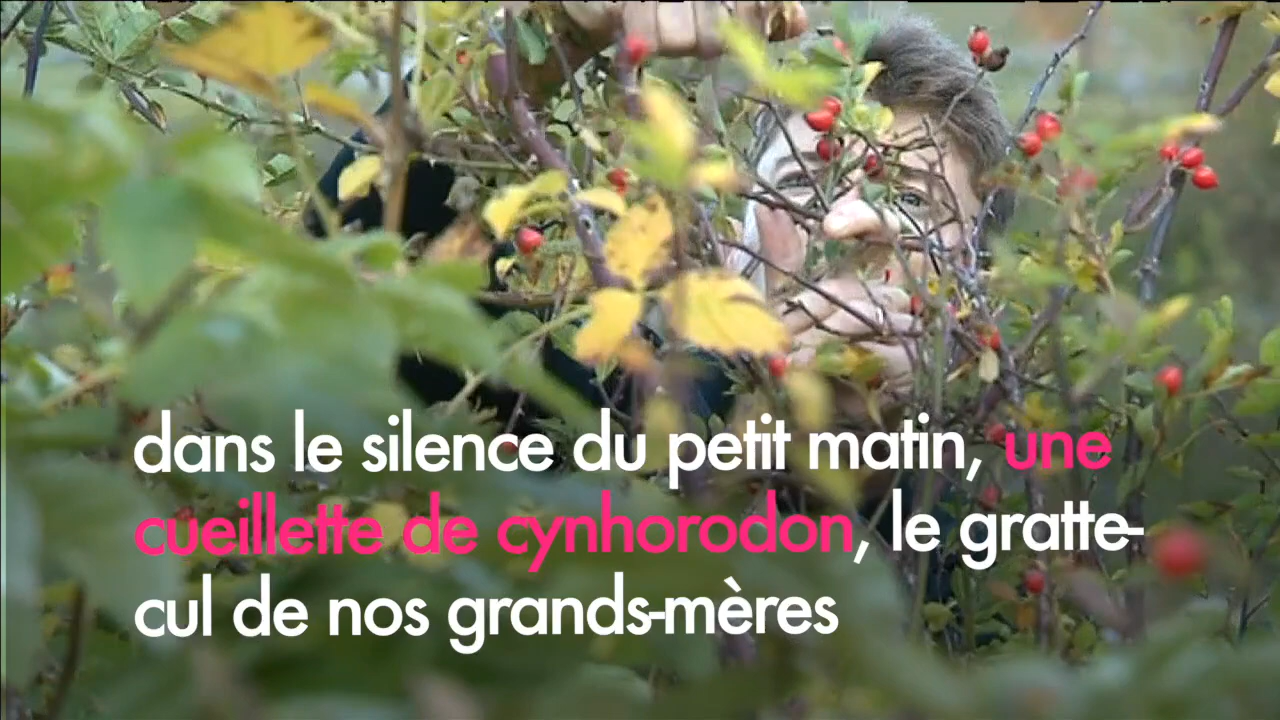 dans le silence du petit matin, une
cueillette de cynhorodon, le gratte-
cul de nos grands-mères